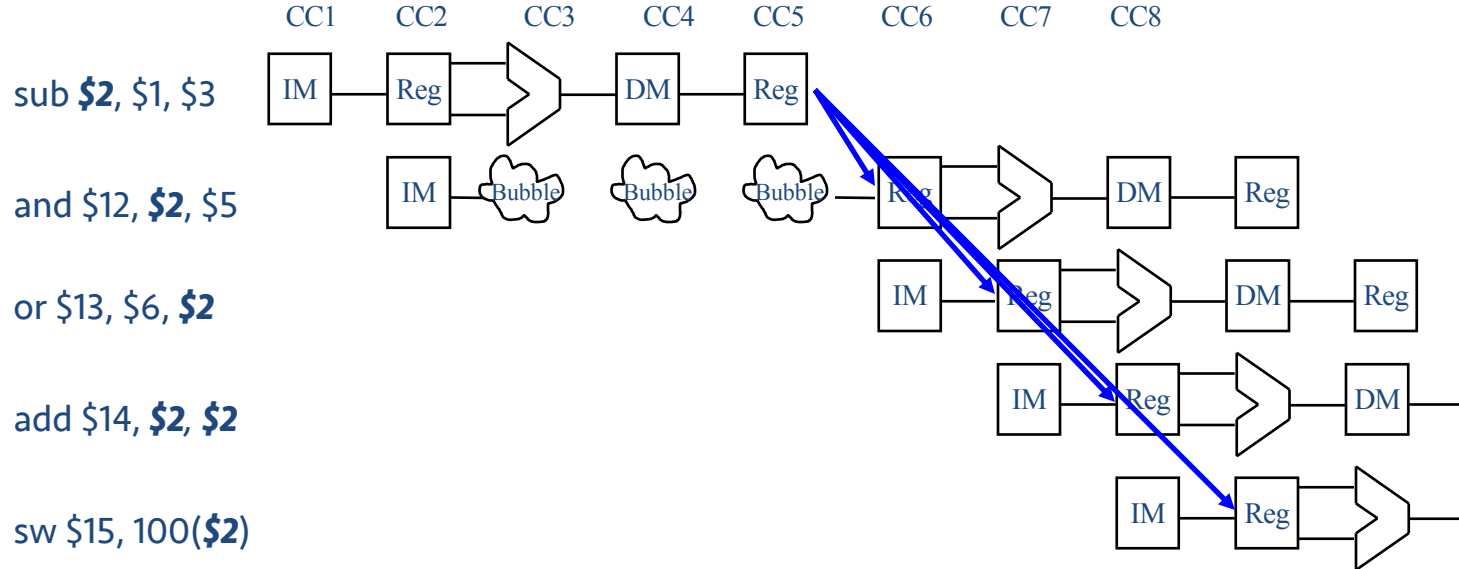 CC1 CC2 CC3 CC4 CC5 CC6 CC7 CC8
sub $2, $1, $3 IM Reg DM Reg
and $12, $2, $5 IM Bubble Bubble Bubble Reg DM Reg
or $13, $6, $2 IM Reg DM Reg
add $14, $2, $2 IM Reg DM
sw $15, 100($2) IM Reg